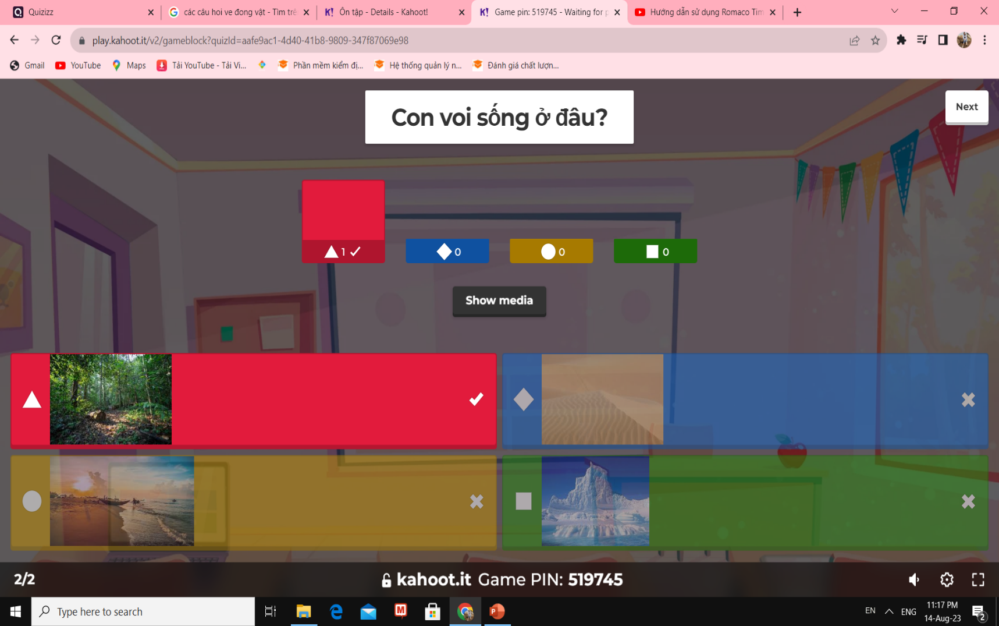 Quizizz
các câu hoi ve đong vật - Tìm trê
K! Ôn tập - Details - Kahoot!
K! Game pin: 519745 - Waiting for p
Hướng dẫn sử dụng Romaco Tim
play.kahoot.it/v2/gameblock?quizId=aafe9ac1-4d40-41b8-9809-347f87069e98
Gmail
YouTube
Maps
Tải YouTube - Tải Vi...
Phần mềm kiểm đị...
Hệ thống quản lý n...
Đánh giá chất lượn...
Con voi sống ở đâu?
Next
1
0
0
0
Show media
2/2
kahoot.it Game PIN: 519745
Type here to search
EN
ENG
11:17 PM
14-Aug-23
2